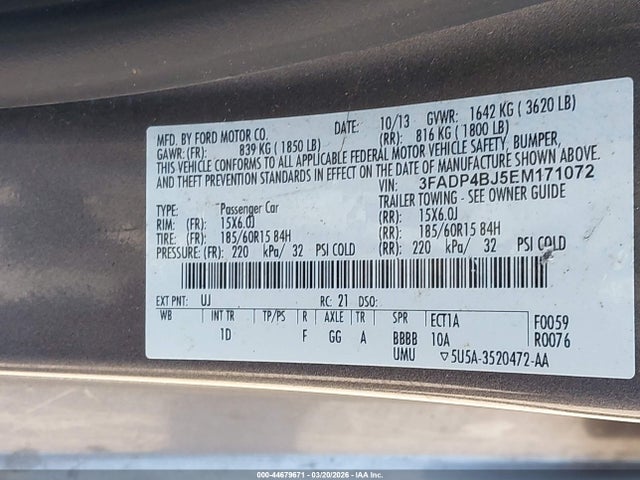 MFD. BY FORD MOTOR CO. DATE: 10/13 GVWR: 1642 KG ( 3620 LB)
GAWR: (FR): 839 KG ( 1850 LB) (RR): 816 KG ( 1800 LB)
THIS VEHICLE CONFORMS TO ALL APPLICABLE FEDERAL MOTOR VEHICLE SAFETY, BUMPER,
AND THEFT PREVENTION STANDARDS IN EFFECT ON THE DATE OF MANUFACTURE SHOWN ABOVE.
VIN: 3FADP4BJ5EM171072
TYPE: Passenger Car TRAILER TOWING - SEE OWNER GUIDE
RIM: (FR): 15X6.0J (RR): 15X6.0J
TIRE: (FR): 185/60R15 84H (RR): 185/60R15 84H
PRESSURE: (FR): 220 kPa/ 32 PSI COLD (RR): 220 kPa/ 32 PSI COLD
EXT PNT: UJ RC: 21 DSO:
WB INT TR TP/PS R AXLE TR SPR ECT1A F0059
1D F GG A BBBB 10A R0076
UMU ▽5U5A-3520472-AA
000-44679671 - 03/20/2026 - IAA Inc.